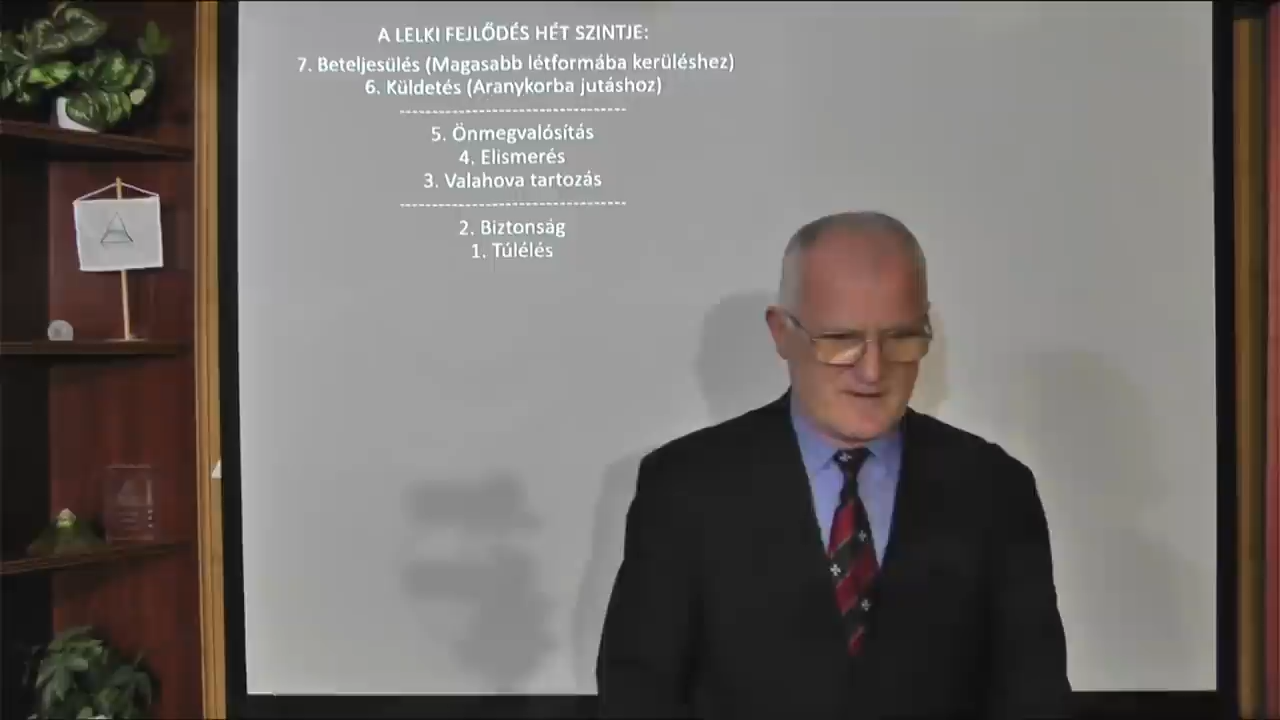 A LELKI FEJLŐDÉS HÉT SZINTJE:
7. Beteljesülés (Magasabb létformába kerüléshez)
6. Küldetés (Aranykorba jutáshoz)
--------------------------------------
5. Önmegvalósítás
4. Elismerés
3. Valahova tartozás
--------------------------------------
2. Biztonság
1. Túlélés